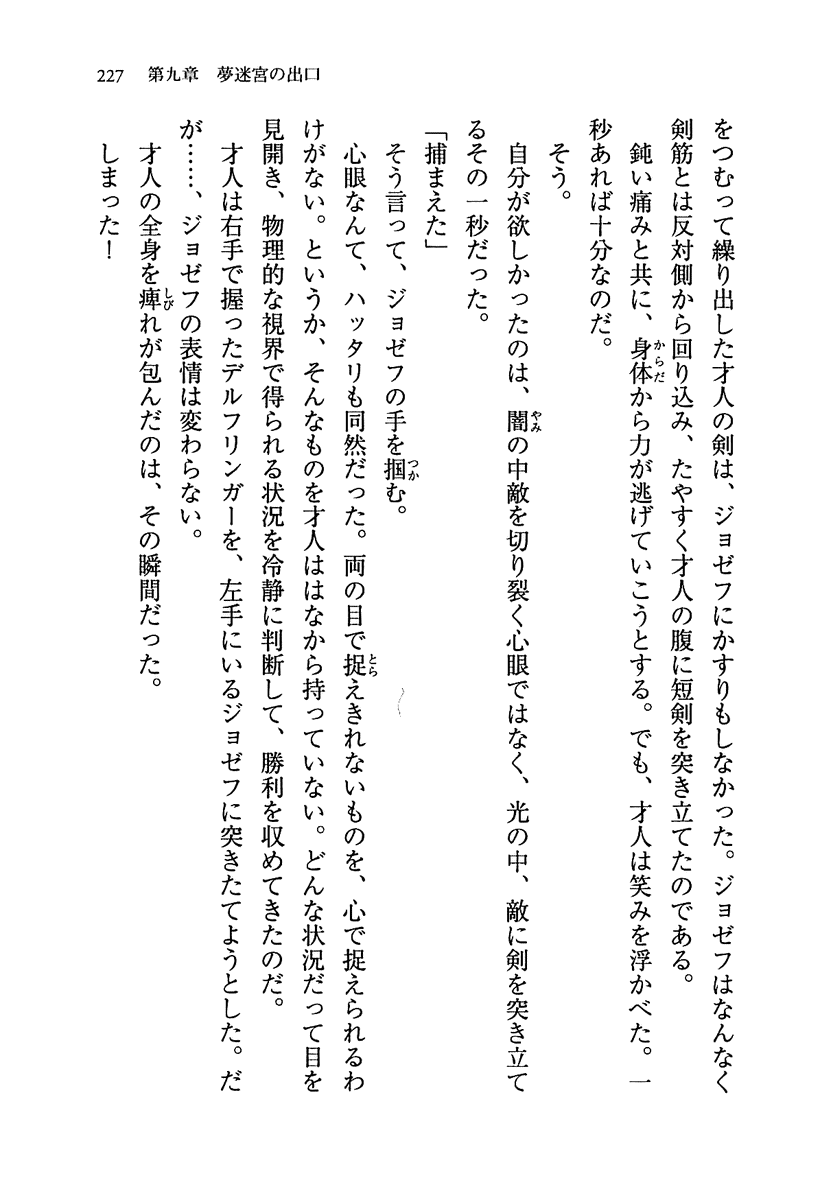 227　第九章　夢迷宮の出口
をつむって繰り出した才人の剣は、ジョゼフにかすりもしなかった。ジョゼフはなんなく
剣筋とは反対側から回り込み、たやすく才人の腹に短剣を突き立てたのである。
　鈍い痛みと共に、身体からだから力が逃げていこうとする。でも、才人は笑みを浮かべた。一
秒あれば十分なのだ。
　そう。
　自分が欲しかったのは、闇やみの中敵を切り裂く心眼ではなく、光の中、敵に剣を突き立て
るその一秒だった。
「捕まえた」
　そう言って、ジョゼフの手を掴つかむ。
　心眼なんて、ハッタリも同然だった。両の目で捉とらえきれないものを、心で捉えられるわ
けがない。というか、そんなものを才人ははなから持っていない。どんな状況だって目を
見開き、物理的な視界で得られる状況を冷静に判断して、勝利を収めてきたのだ。
　才人は右手で握ったデルフリンガーを、左手にいるジョゼフに突きたてようとした。だ
が……、ジョゼフの表情は変わらない。
　才人の全身を痺しびれが包んだのは、その瞬間だった。
　しまった！